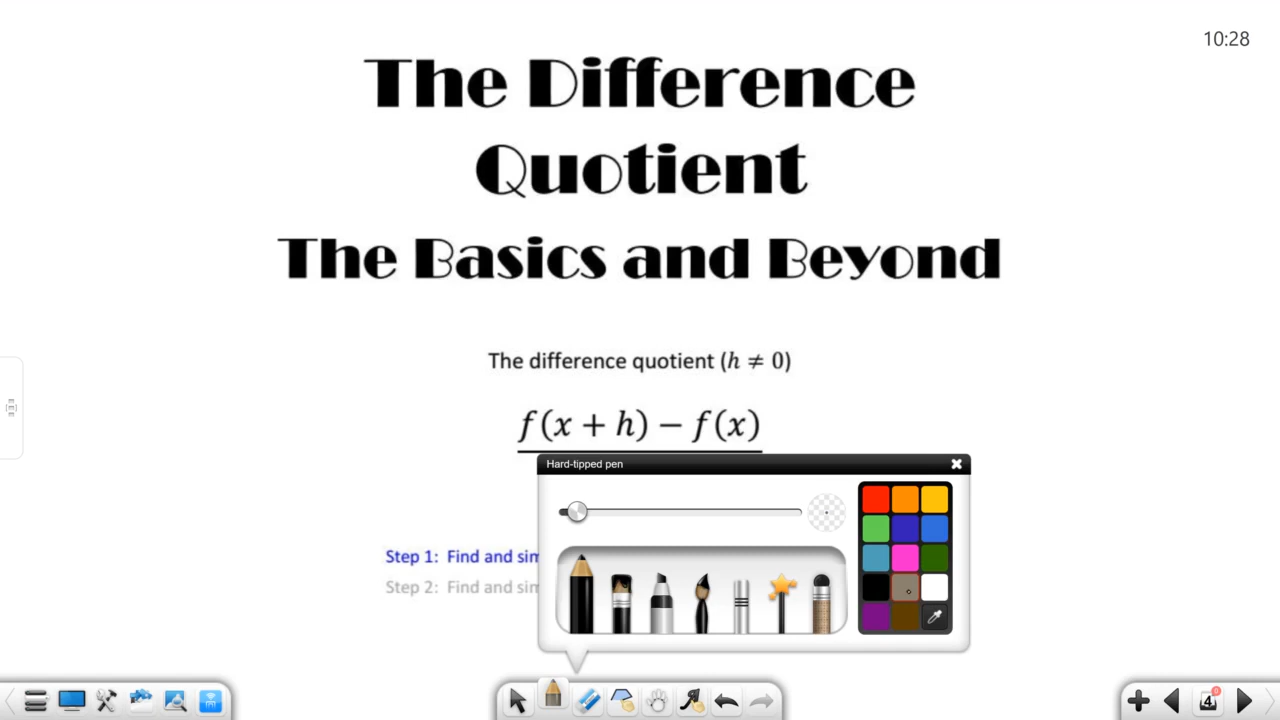 10:28
The Difference
Quotient
The Basics and Beyond
The difference quotient (ℎ ≠ 0)
f(x + h) − f(x)
Hard-tipped pen
Step 1: Find and sim
Step 2: Find and sim
4